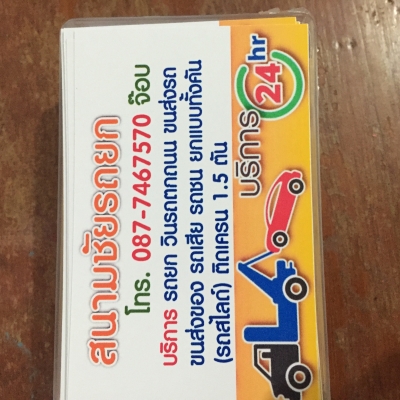 สนามชัยรถยก
โทร. 087-7467570 จ๊อบ
บริการ รถยก วินรถตกถนน ขนส่งรถ
ขนส่งของ รถเสีย รถชน ยกแบบทั้งคัน
(รถสไลด์) ติดเครน 1.5 ตัน
บริการ 24 hr